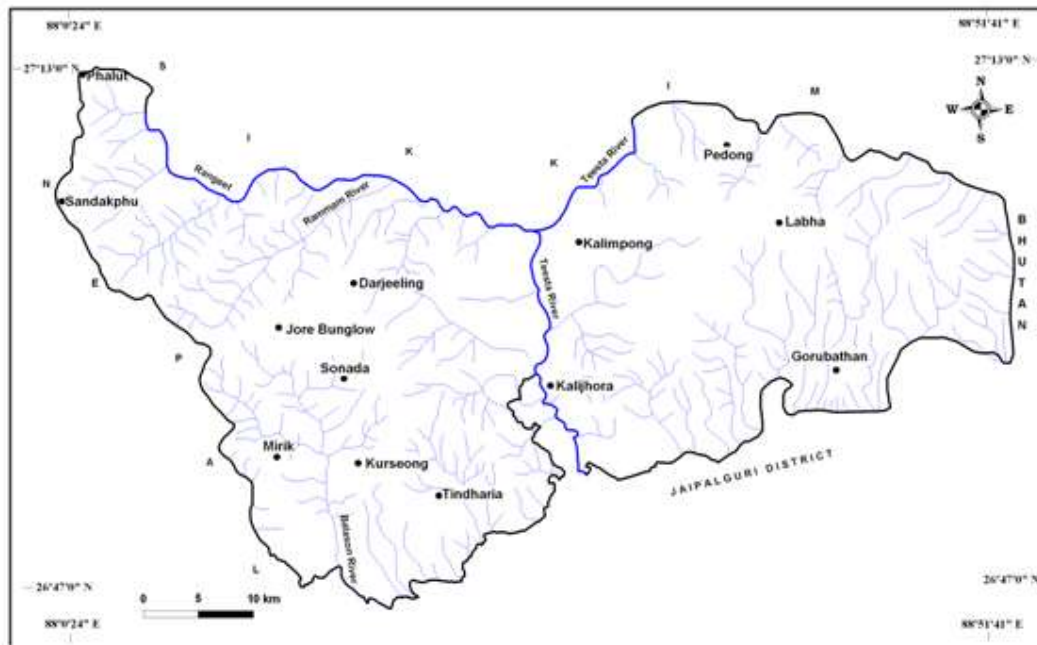 88°0'24" E
88°51'41" E
27°13'0" N
27°13'0" N
N
W E
S
Phalut
S I K K I M
Pedong
Rangeet
Teesta River
Rammam River
Sandakphu
Labha
Kalimpong
BHUTAN
Teesta River
Darjeeling
NEPAL
Jore Bunglow
Gorubathan
Sonada
Kalijhora
Mirik
Kurseong
JAIPALGURI DISTRICT
Tindharia
Balason River
26°47'0" N
26°47'0" N
0 5 10 km
88°0'24" E
88°51'41" E